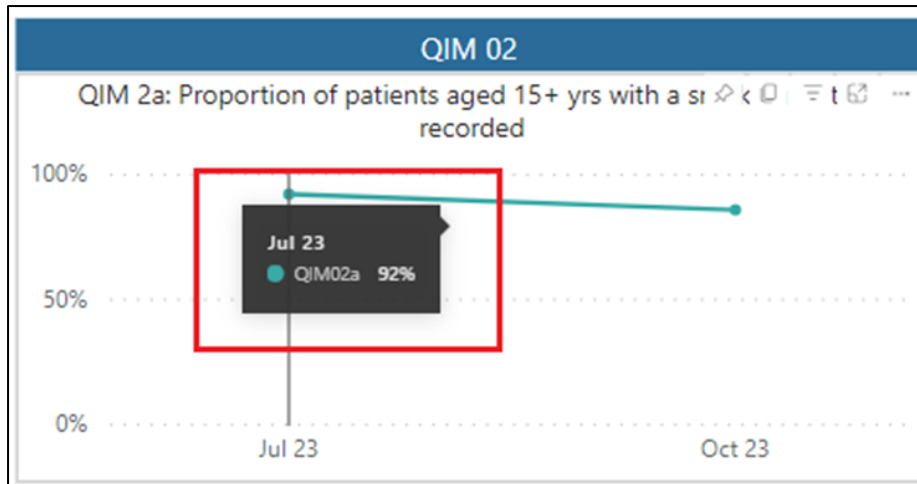 QIM 02
QIM 2a: Proportion of patients aged 15+ yrs with a
recorded
100%
Jul 23
QIM02a 92%
50%
0%
Jul 23 Oct 23